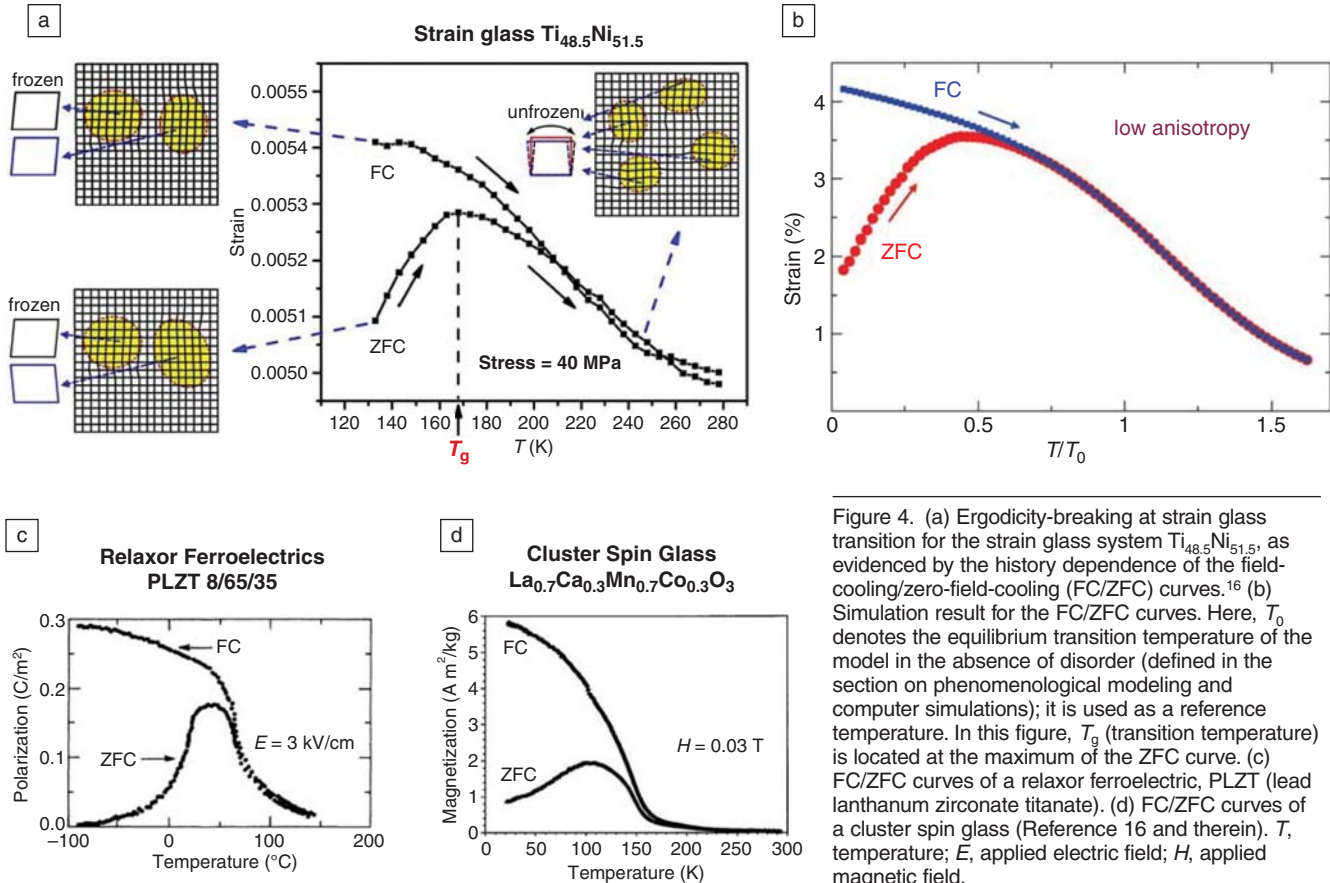 a
Strain glass Ti48.5Ni51.5
frozen
frozen
0.0055
0.0054
0.0053
0.0052
0.0051
0.0050
Strain
FC
ZFC
unfrozen
Stress = 40 MPa
120 140 160 180 200 220 240 260 280
Tg
T (K)
b
4
3
2
1
0
Strain (%)
FC
ZFC
low anisotropy
0 0.5 1 1.5
T/T0
c
Relaxor Ferroelectrics
PLZT 8/65/35
0.3
0.2
0.1
0.0
Polarization (C/m2)
FC
ZFC
E = 3 kV/cm
−100 0 100 200
Temperature (°C)
d
Cluster Spin Glass
La0.7Ca0.3Mn0.7Co0.3O3
6
5
4
3
2
1
0
Magnetization (A m2/kg)
FC
ZFC
H = 0.03 T
0 50 100 150 200 250 300
Temperature (K)
Figure 4. (a) Ergodicity-breaking at strain glass
transition for the strain glass system Ti48.5Ni51.5, as
evidenced by the history dependence of the field-
cooling/zero-field-cooling (FC/ZFC) curves.16 (b)
Simulation result for the FC/ZFC curves. Here, T0
denotes the equilibrium transition temperature of the
model in the absence of disorder (defined in the
section on phenomenological modeling and
computer simulations); it is used as a reference
temperature. In this figure, Tg (transition temperature)
is located at the maximum of the ZFC curve. (c)
FC/ZFC curves of a relaxor ferroelectric, PLZT (lead
lanthanum zirconate titanate). (d) FC/ZFC curves of
a cluster spin glass (Reference 16 and therein). T,
temperature; E, applied electric field; H, applied
magnetic field.